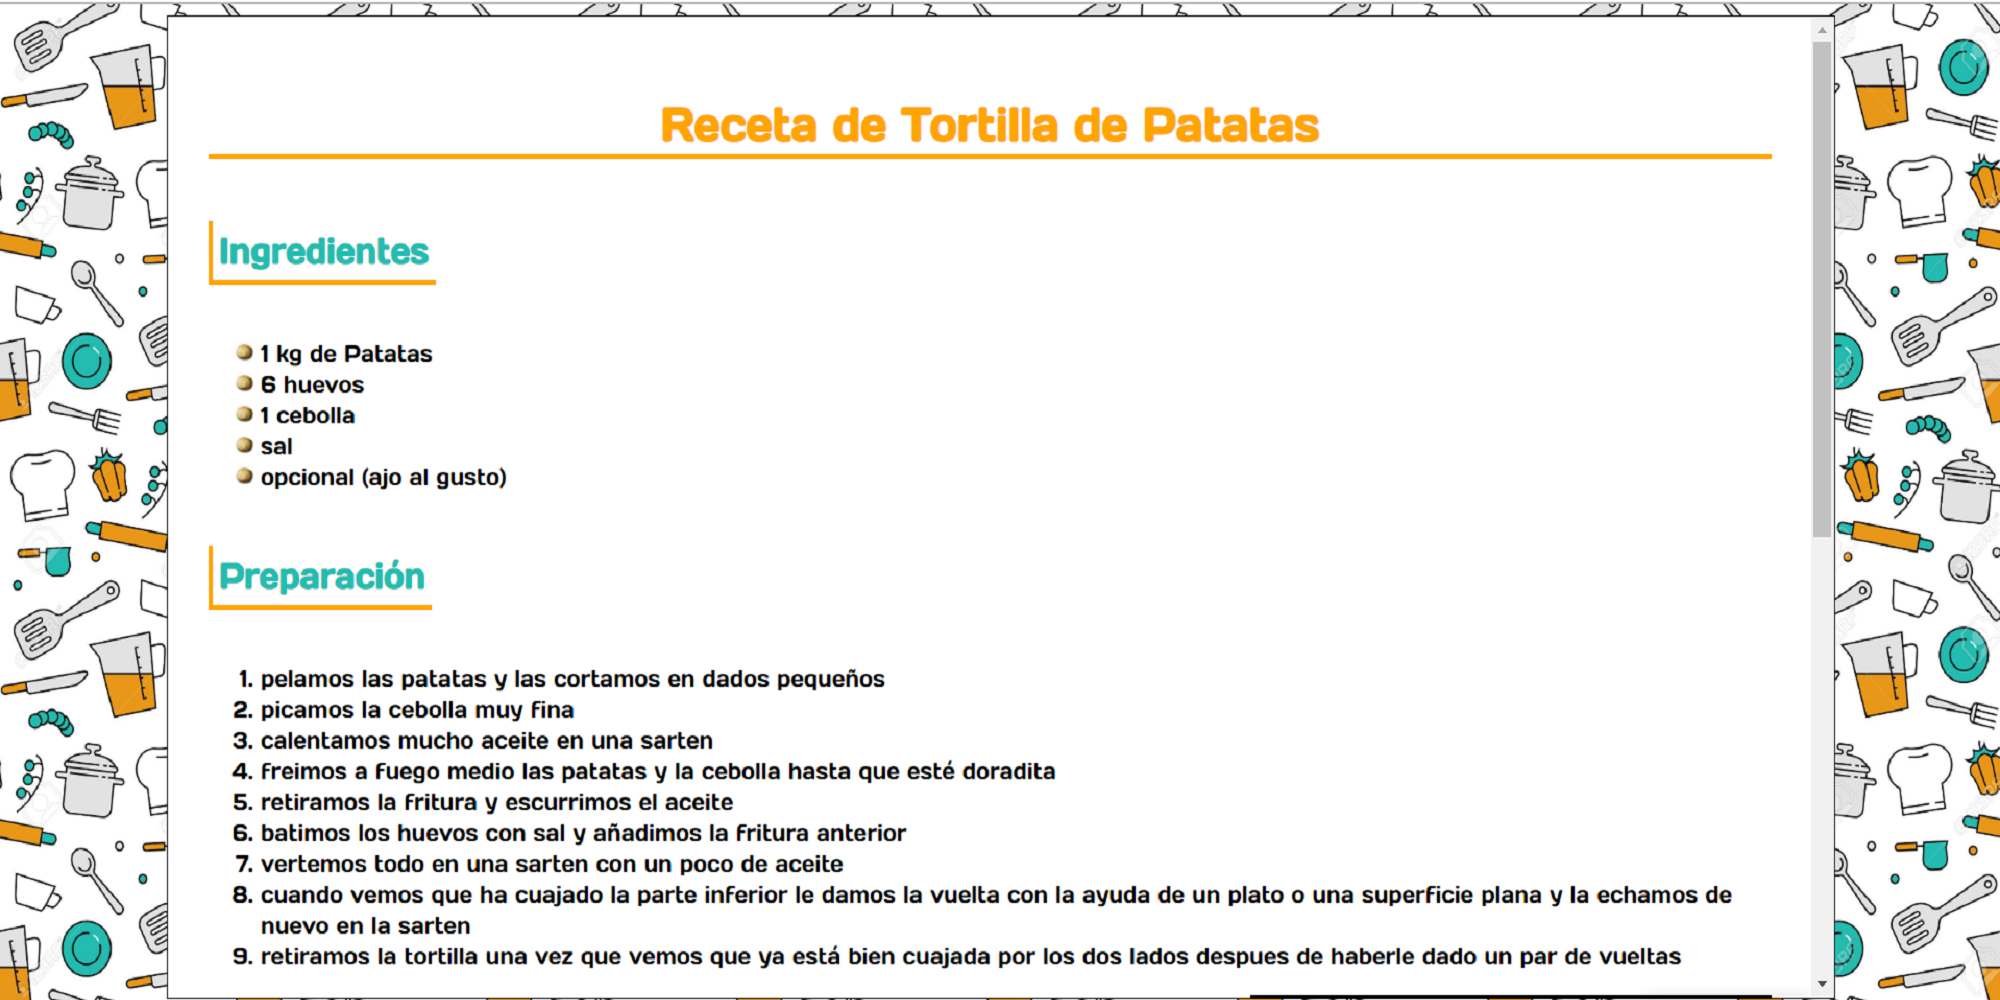 Receta de Tortilla de Patatas
Ingredientes
1 kg de Patatas
6 huevos
1 cebolla
sal
opcional (ajo al gusto)
Preparación
1. pelamos las patatas y las cortamos en dados pequeños
2. picamos la cebolla muy fina
3. calentamos mucho aceite en una sarten
4. freimos a fuego medio las patatas y la cebolla hasta que esté doradita
5. retiramos la fritura y escurrimos el aceite
6. batimos los huevos con sal y añadimos la fritura anterior
7. vertemos todo en una sarten con un poco de aceite
8. cuando vemos que ha cuajado la parte inferior le damos la vuelta con la ayuda de un plato o una superficie plana y la echamos de
nuevo en la sarten
9. retiramos la tortilla una vez que vemos que ya está bien cuajada por los dos lados despues de haberle dado un par de vueltas